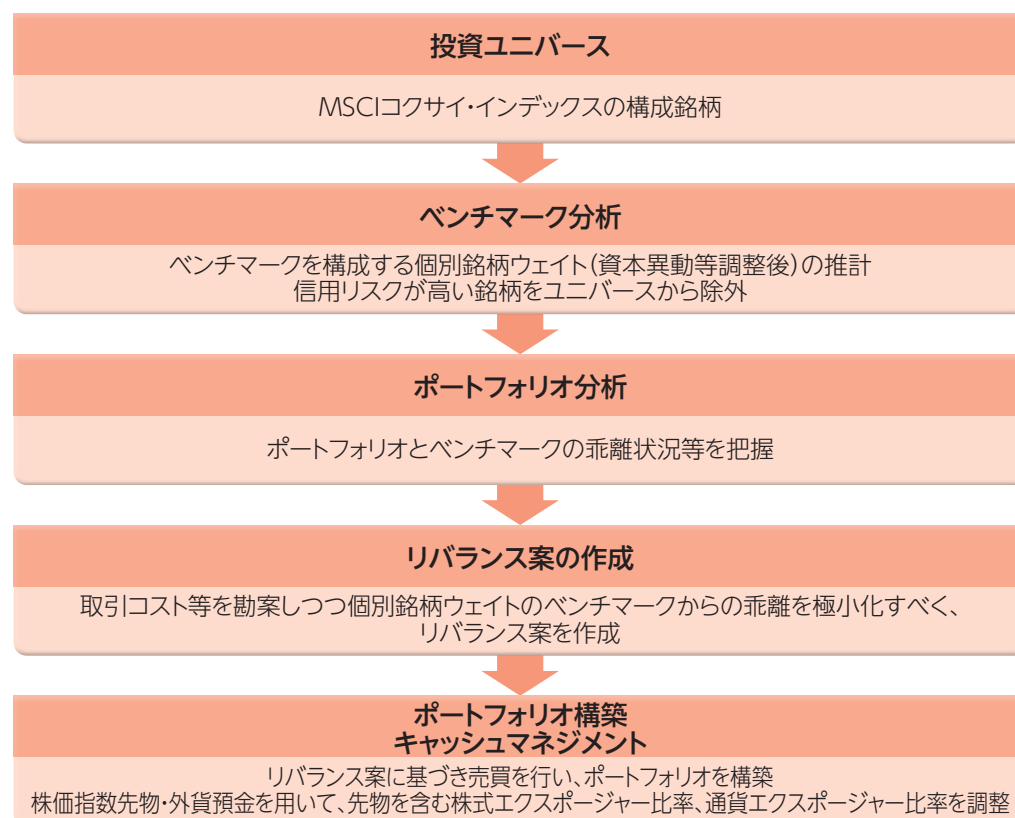 投資ユニバース
MSCIコクサイ・インデックスの構成銘柄
ベンチマーク分析
ベンチマークを構成する個別銘柄ウェイト(資本異動等調整後)の推計
信用リスクが高い銘柄をユニバースから除外
ポートフォリオ分析
ポートフォリオとベンチマークの乖離状況等を把握
リバランス案の作成
取引コスト等を勘案しつつ個別銘柄ウェイトのベンチマークからの乖離を極小化すべく、
リバランス案を作成
ポートフォリオ構築
キャッシュマネジメント
リバランス案に基づき売買を行い、ポートフォリオを構築
株価指数先物・外貨預金を用いて、先物を含む株式エクスポージャー比率、通貨エクスポージャー比率を調整